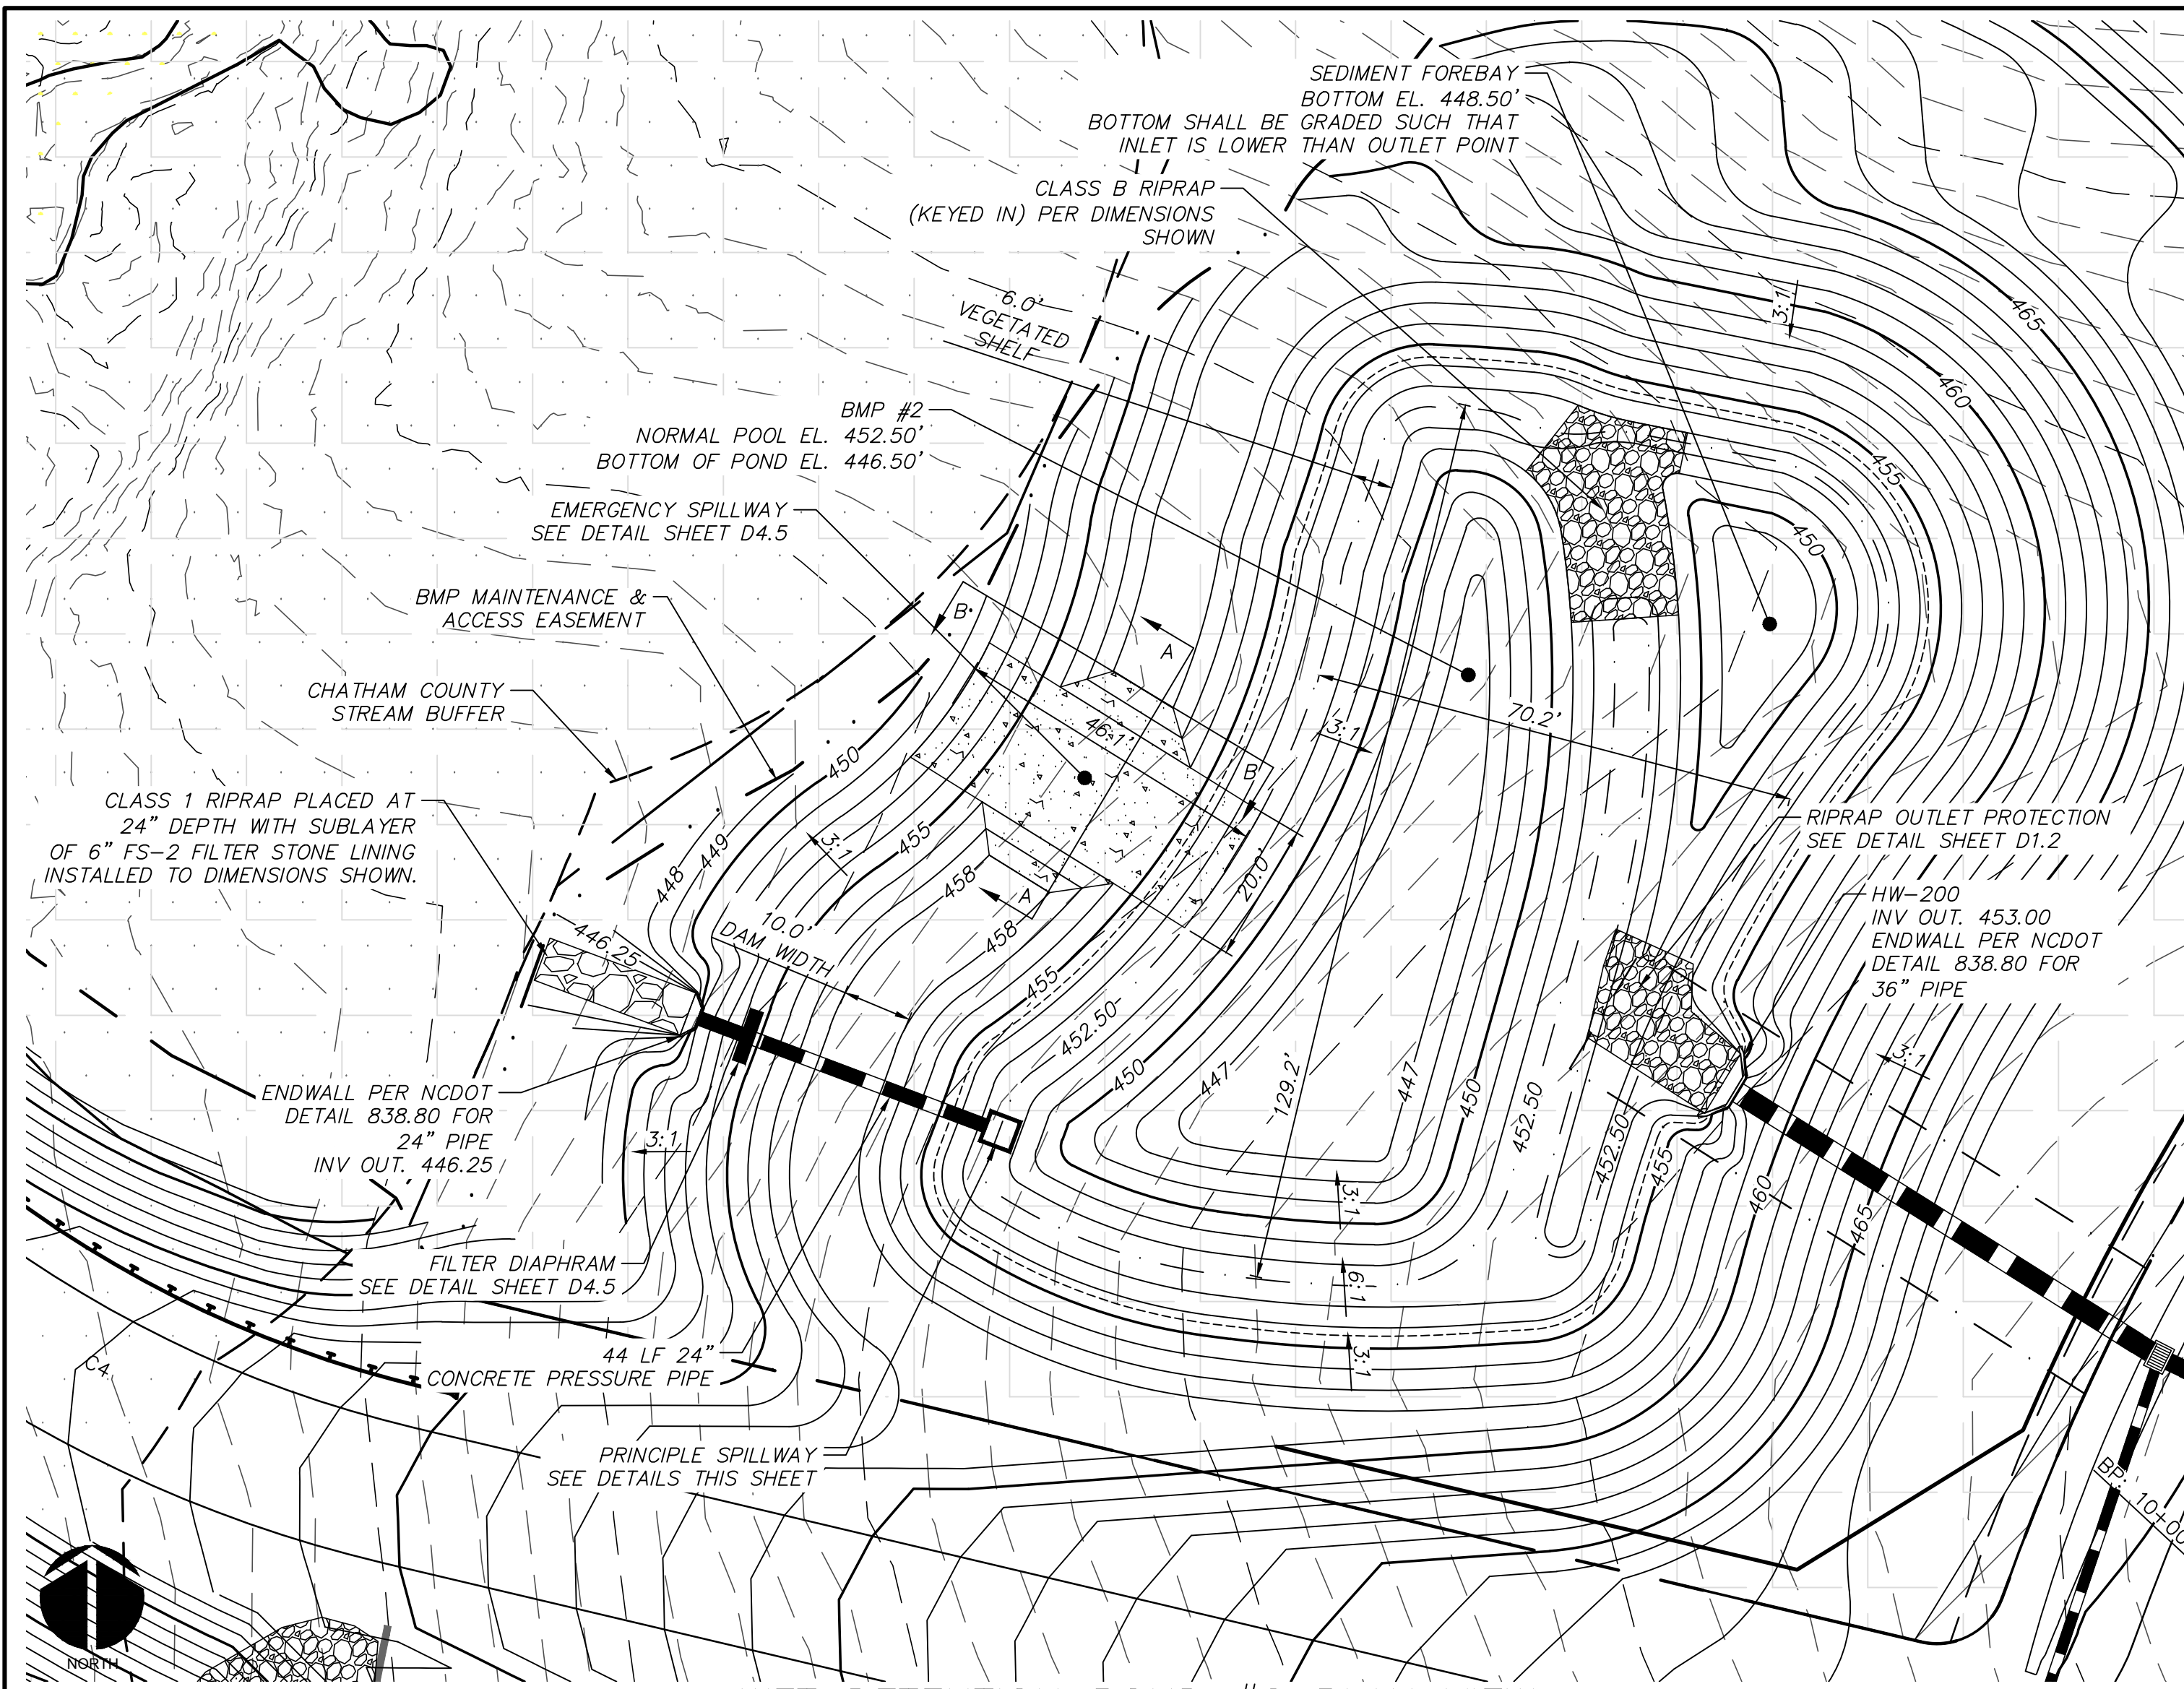 SEDIMENT FOREBAY
BOTTOM EL. 448.50'
BOTTOM SHALL BE GRADED SUCH THAT
INLET IS LOWER THAN OUTLET POINT
CLASS B RIPRAP
(KEYED IN) PER DIMENSIONS
SHOWN
6.0'
VEGETATED
SHELF
3:1
465
460
455
450
BMP #2
NORMAL POOL EL. 452.50'
BOTTOM OF POND EL. 446.50'
EMERGENCY SPILLWAY
SEE DETAIL SHEET D4.5
BMP MAINTENANCE &
ACCESS EASEMENT
B
A
CHATHAM COUNTY
STREAM BUFFER
46.1'
70.2'
3:1
B
450
CLASS 1 RIPRAP PLACED AT
24" DEPTH WITH SUBLAYER
OF 6" FS-2 FILTER STONE LINING
INSTALLED TO DIMENSIONS SHOWN.
449
448
3:1
455
458
A
20.0'
RIPRAP OUTLET PROTECTION
SEE DETAIL SHEET D1.2
HW-200
INV OUT. 453.00
ENDWALL PER NCDOT
DETAIL 838.80 FOR
36" PIPE
446.25
10.0'
DAM WIDTH
458
455
452.50
450
447
129.2'
447
450
452.50
452.50
455
460
465
3:1
ENDWALL PER NCDOT
DETAIL 838.80 FOR
24" PIPE
INV OUT. 446.25
3:1
3:1
6:1
3:1
FILTER DIAPHRAM
SEE DETAIL SHEET D4.5
44 LF 24"
CONCRETE PRESSURE PIPE
C4
PRINCIPLE SPILLWAY
SEE DETAILS THIS SHEET
BP: 10+00
NORTH